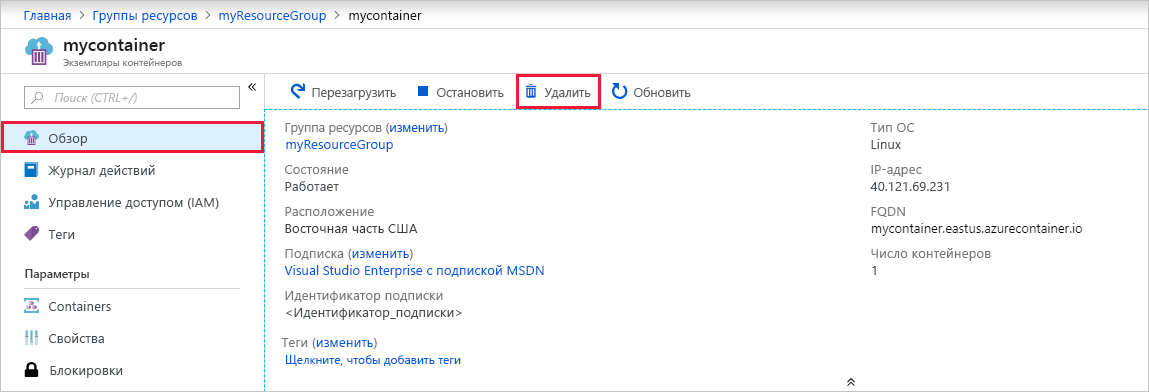 Главная > Группы ресурсов > myResourceGroup > mycontainer
mycontainer
Экземпляры контейнеров
Поиск (CTRL+/)
Обзор
Журнал действий
Управление доступом (IAM)
Теги
Параметры
Containers
Свойства
Блокировки
Перезагрузить Остановить Удалить Обновить
Группа ресурсов (изменить)
myResourceGroup
Состояние
Работает
Расположение
Восточная часть США
Подписка (изменить)
Visual Studio Enterprise с подпиской MSDN
Идентификатор подписки
<Идентификатор_подписки>
Теги (изменить)
Щелкните, чтобы добавить теги
Тип ОС
Linux
IP-адрес
40.121.69.231
FQDN
mycontainer.eastus.azurecontainer.io
Число контейнеров
1